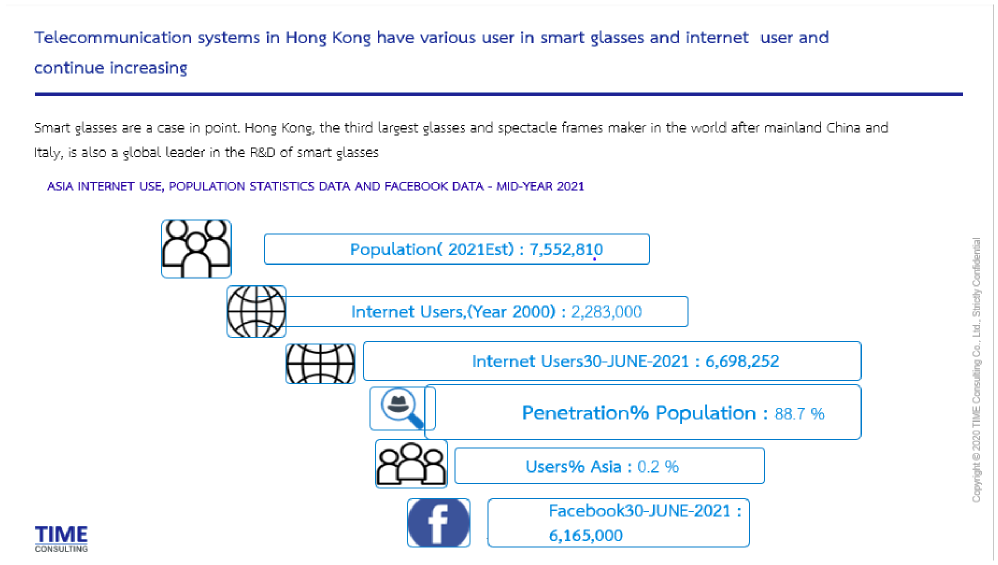 Telecommunication systems in Hong Kong have various user in smart glasses and internet user and
continue increasing
Smart glasses are a case in point. Hong Kong, the third largest glasses and spectacle frames maker in the world after mainland China and
Italy, is also a global leader in the R&D of smart glasses
ASIA INTERNET USE, POPULATION STATISTICS DATA AND FACEBOOK DATA - MID-YEAR 2021
Population( 2021Est) : 7,552,810
Internet Users,(Year 2000) : 2,283,000
Internet Users30-JUNE-2021 : 6,698,252
Penetration% Population : 88.7 %
Users% Asia : 0.2 %
Facebook30-JUNE-2021 :
6,165,000
f
TIME
CONSULTING
Copyright © 2020 TIME Consulting Co., Ltd., Strictly Confidential